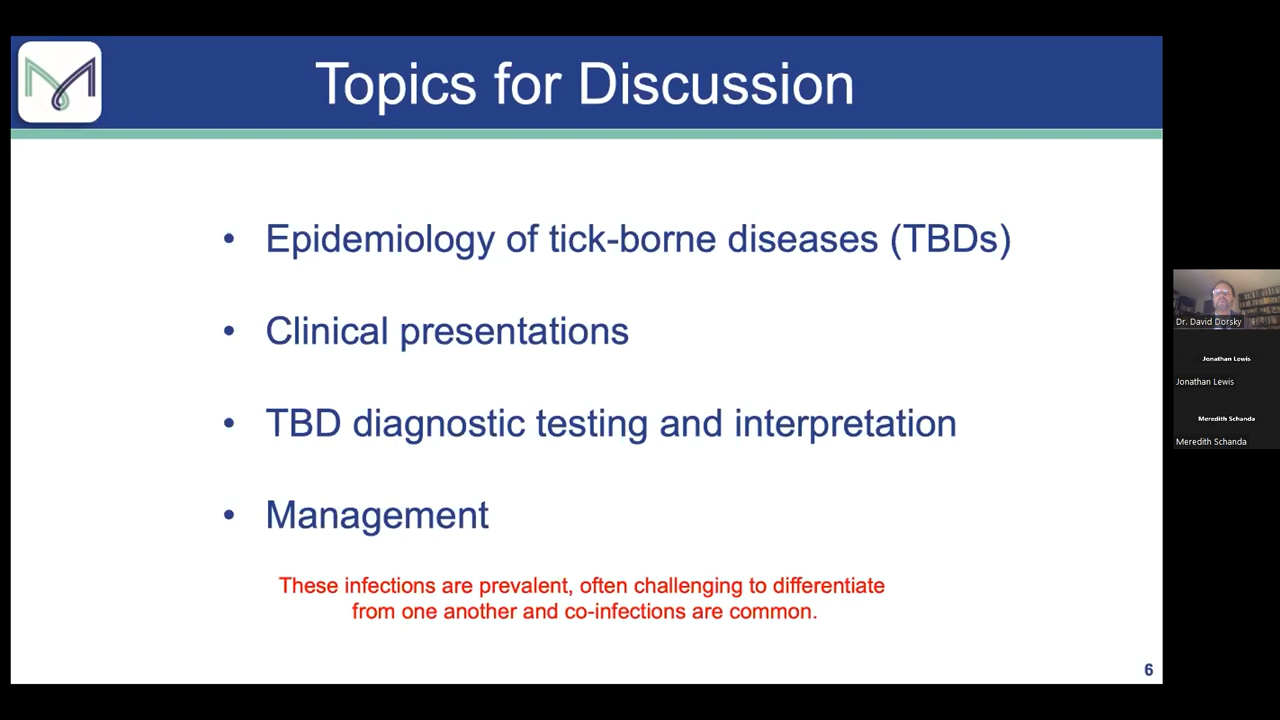 Topics for Discussion
• Epidemiology of tick-borne diseases (TBDs)
• Clinical presentations
• TBD diagnostic testing and interpretation
• Management
These infections are prevalent, often challenging to differentiate
from one another and co-infections are common.
6
Dr. David Dorsky
Jonathan Lewis
Jonathan Lewis
Meredith Schanda
Meredith Schanda